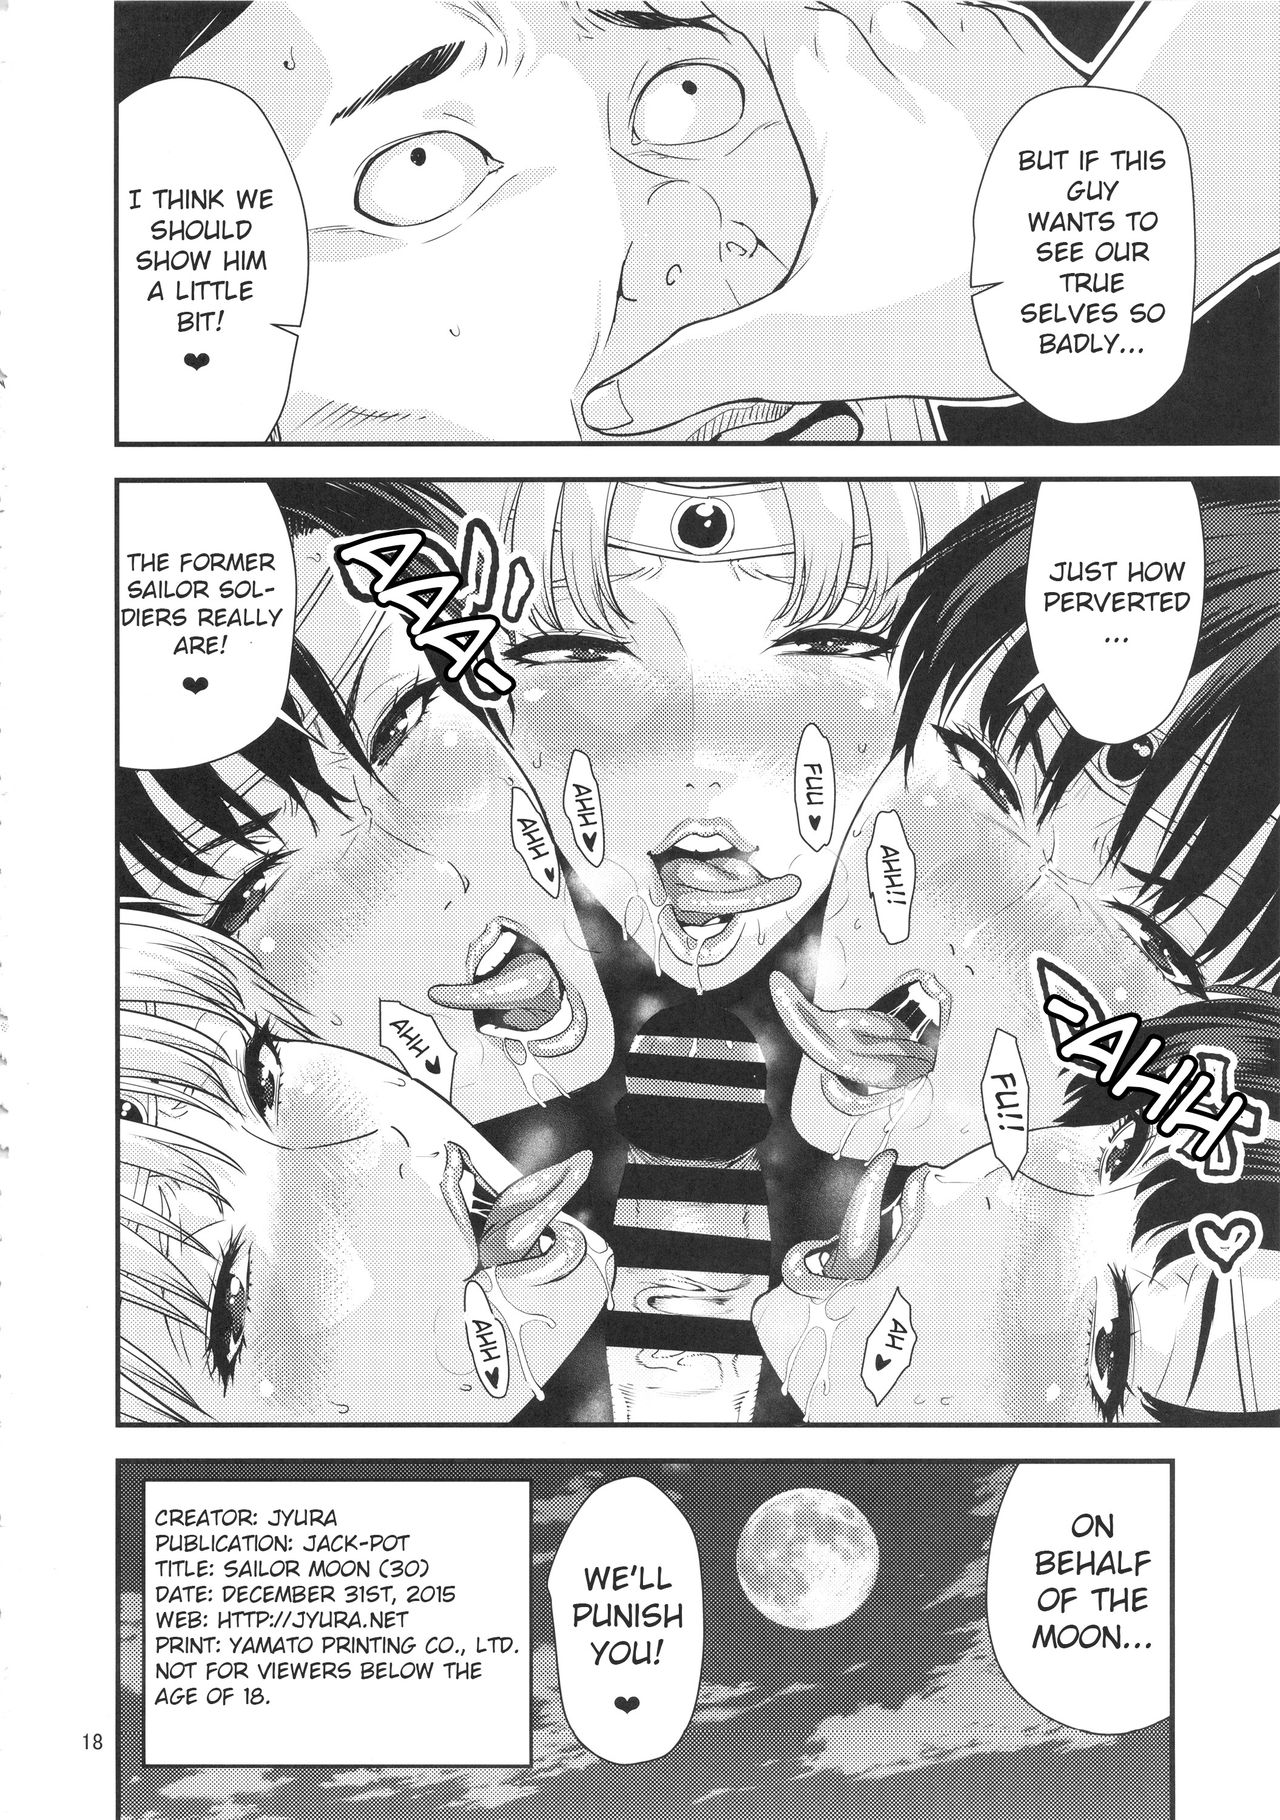 BUT IF THIS
GUY
WANTS TO
SEE OUR
TRUE
SELVES SO
BADLY...
I THINK WE
SHOULD
SHOW HIM
A LITTLE
BIT!
♥
JUST HOW
PERVERTED
...
THE FORMER
SAILOR SOL-
DIERS REALLY
ARE!
♥
AAAA-
FUU ♥
AHH ♥
AHH ♥
AHH!!
AHH ♥
FU!!
-AHH
AHH ♥
AH ♥
ON
BEHALF
OF THE
MOON...
WE'LL
PUNISH
YOU!
♥
CREATOR: JYURA
PUBLICATION: JACK-POT
TITLE: SAILOR MOON (30)
DATE: DECEMBER 31ST, 2015
WEB: HTTP://JYURA.NET
PRINT: YAMATO PRINTING CO., LTD.
NOT FOR VIEWERS BELOW THE
AGE OF 18.
18